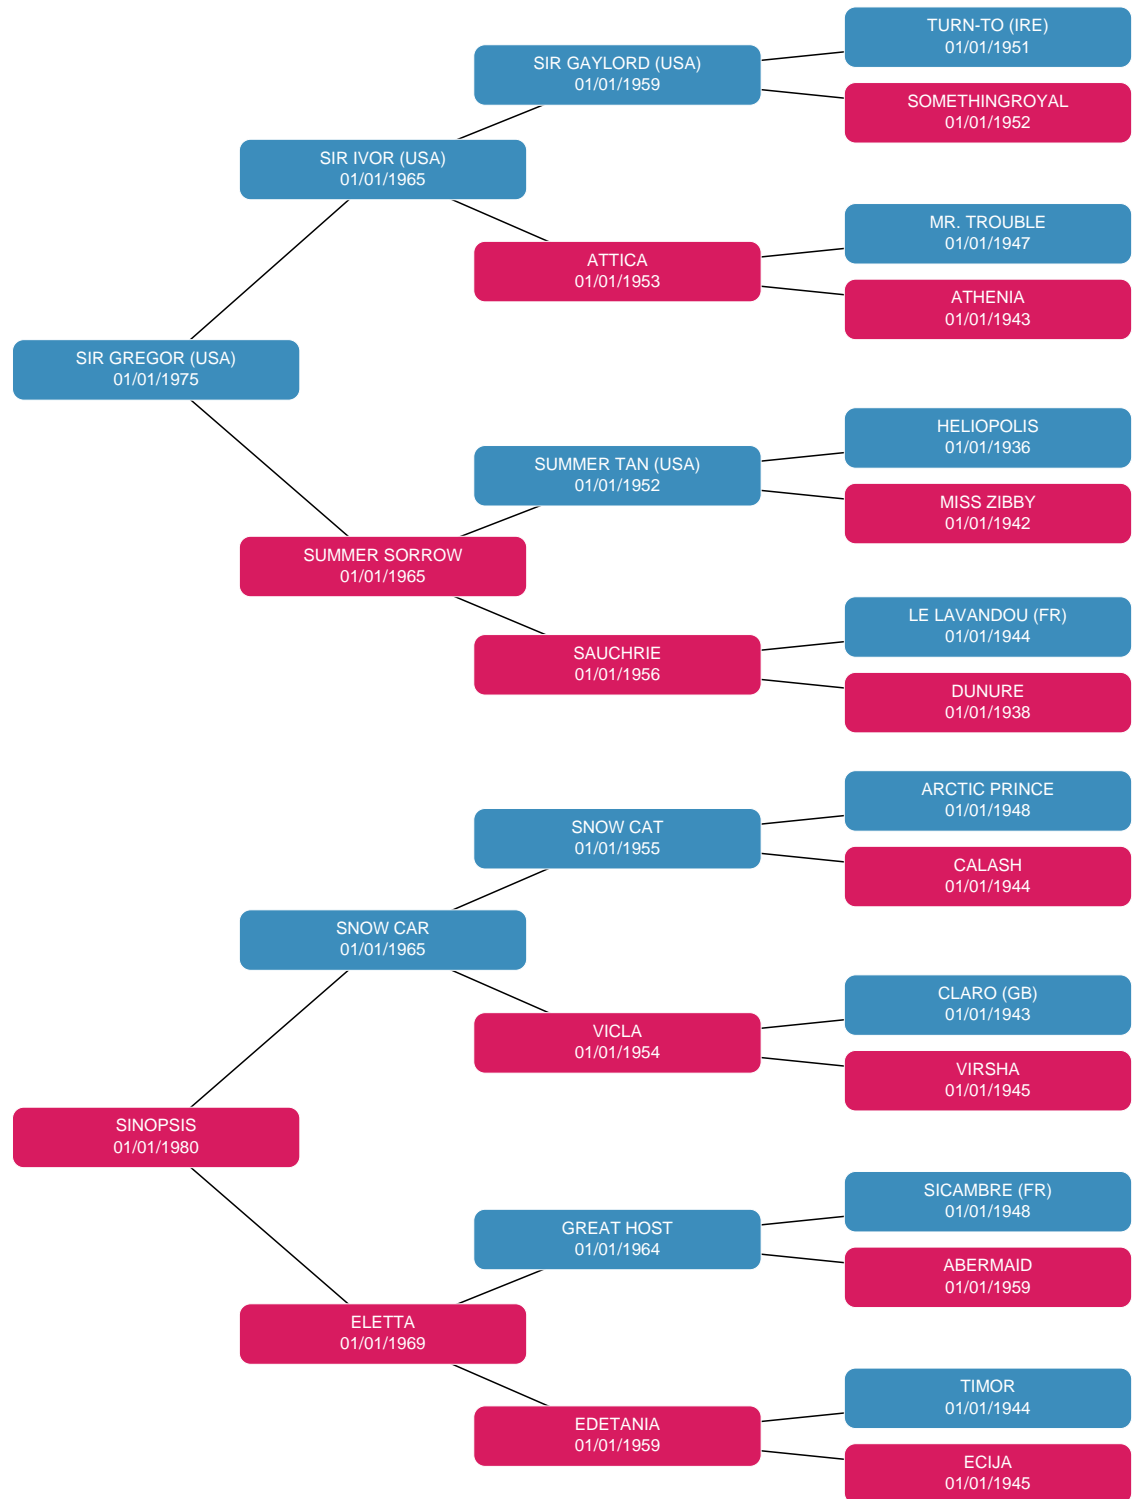 TURN-TO (IRE)
01/01/1951
SIR GAYLORD (USA)
01/01/1959
SOMETHINGROYAL
01/01/1952
SIR IVOR (USA)
01/01/1965
MR. TROUBLE
01/01/1947
ATTICA
01/01/1953
ATHENIA
01/01/1943
SIR GREGOR (USA)
01/01/1975
HELIOPOLIS
01/01/1936
SUMMER TAN (USA)
01/01/1952
MISS ZIBBY
01/01/1942
SUMMER SORROW
01/01/1965
LE LAVANDOU (FR)
01/01/1944
SAUCHRIE
01/01/1956
DUNURE
01/01/1938
ARCTIC PRINCE
01/01/1948
SNOW CAT
01/01/1955
CALASH
01/01/1944
SNOW CAR
01/01/1965
CLARO (GB)
01/01/1943
VICLA
01/01/1954
VIRSHA
01/01/1945
SINOPSIS
01/01/1980
SICAMBRE (FR)
01/01/1948
GREAT HOST
01/01/1964
ABERMAID
01/01/1959
ELETTA
01/01/1969
TIMOR
01/01/1944
EDETANIA
01/01/1959
ECIJA
01/01/1945